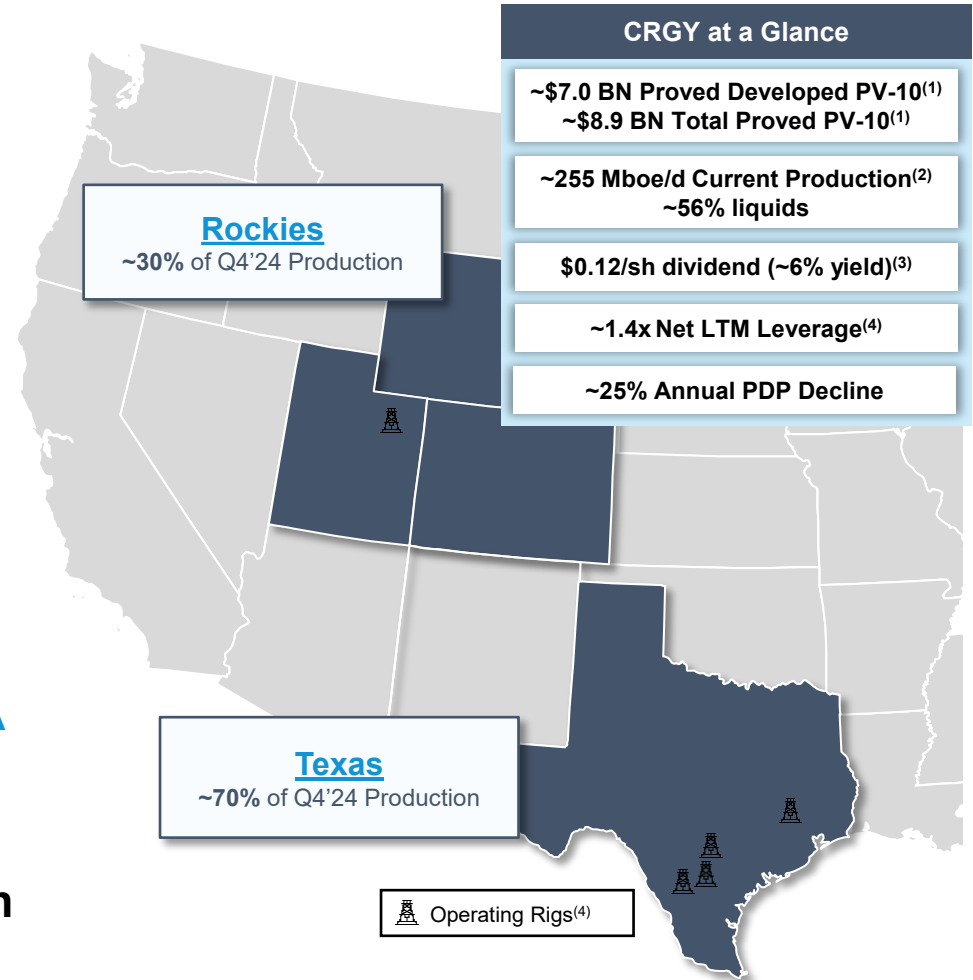 CRGY at a Glance
~$7.0 BN Proved Developed PV-10(1)
~$8.9 BN Total Proved PV-10(1)
~255 Mboe/d Current Production(2)
~56% liquids
$0.12/sh dividend (~6% yield)(3)
~1.4x Net LTM Leverage(4)
~25% Annual PDP Decline
Rockies
~30% of Q4’24 Production
Texas
~70% of Q4’24 Production
Operating Rigs(4)